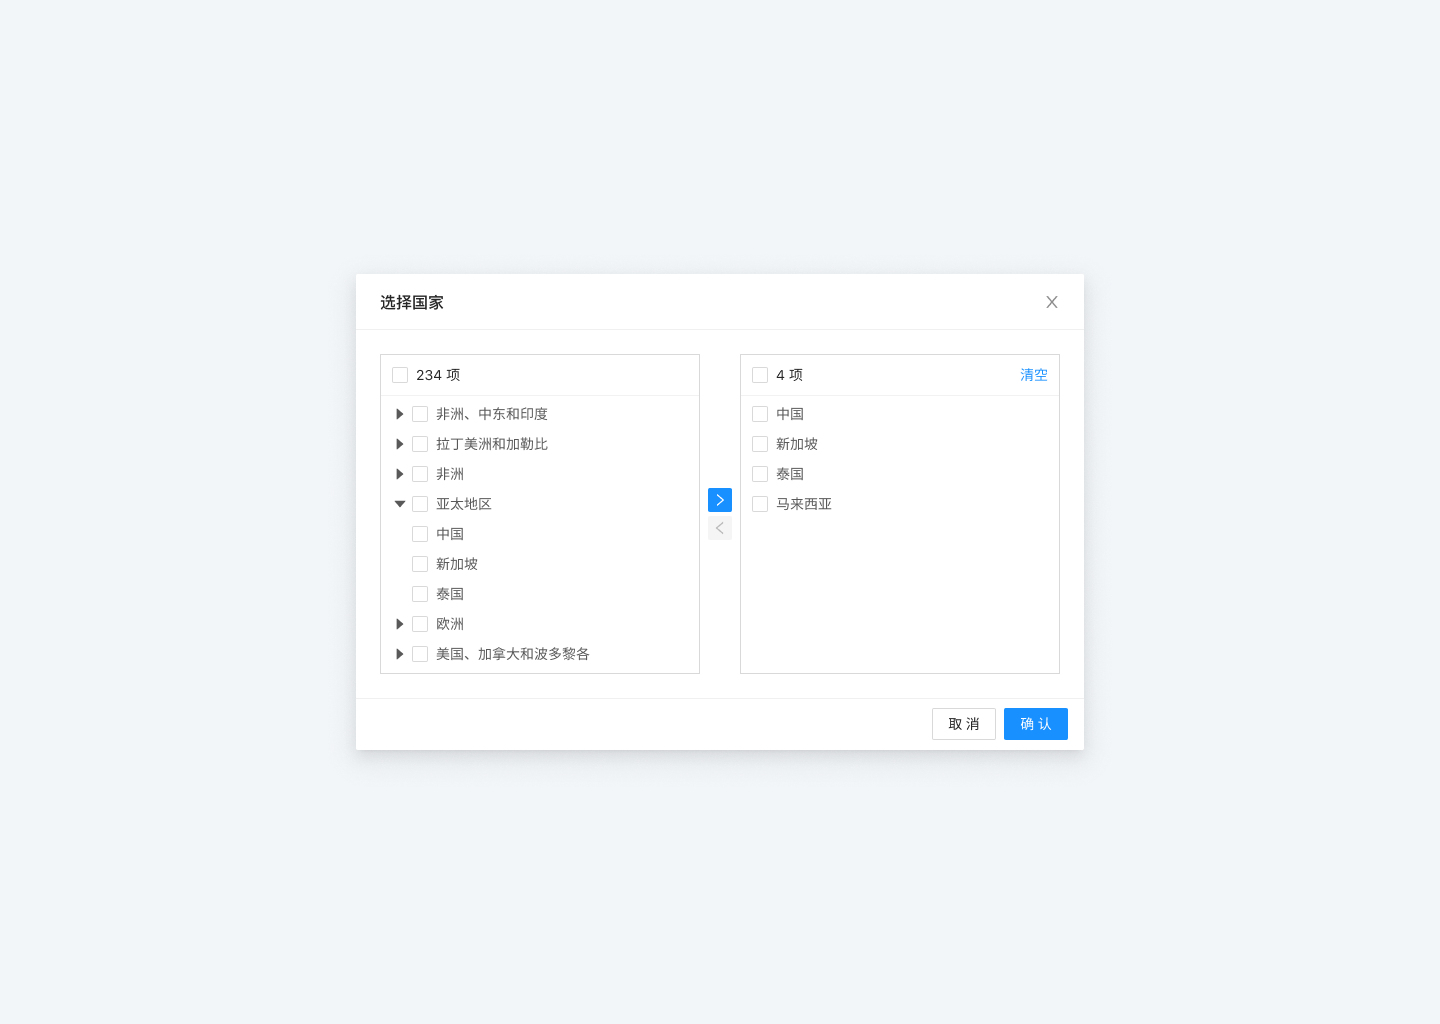 选择国家
234 项
非洲、中东和印度
拉丁美洲和加勒比
非洲
亚太地区
中国
新加坡
泰国
欧洲
美国、加拿大和波多黎各
4 项 清空
中国
新加坡
泰国
马来西亚
取 消 确 认